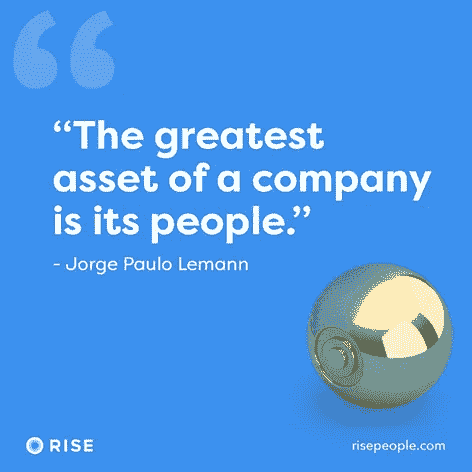 “The greatest
asset of a company
is its people.”
- Jorge Paulo Lemann
RISE
risepeople.com